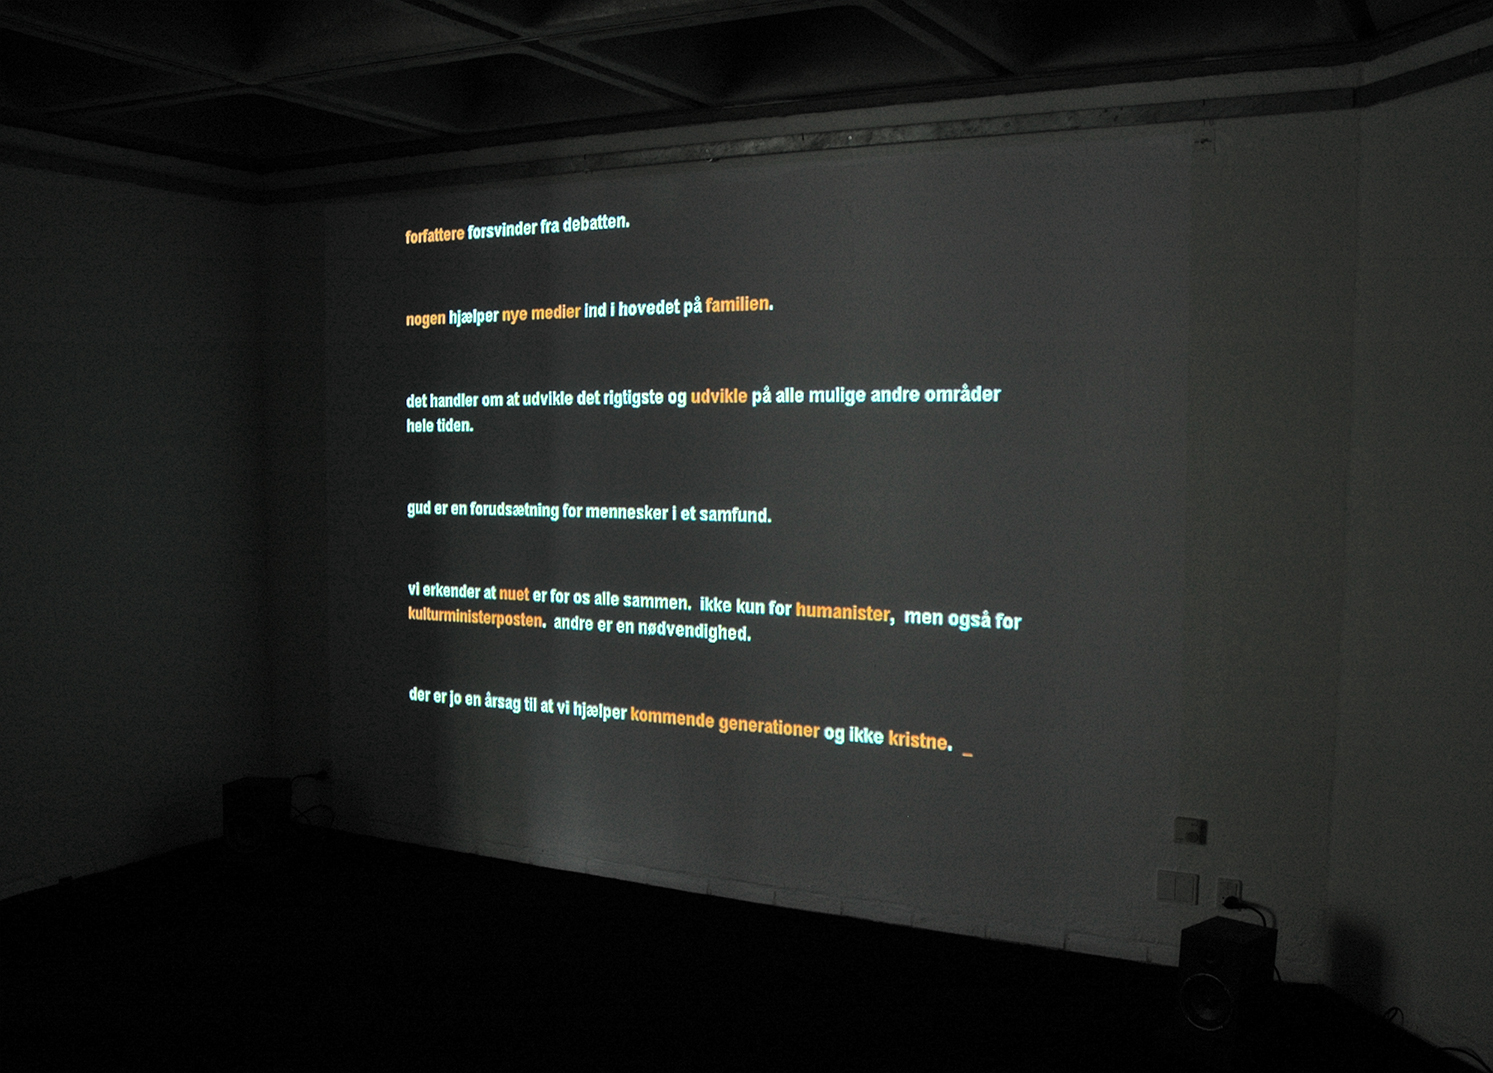 forfattere forsvinder fra debatten.
nogen hjælper nye medier ind i hovedet på familien.
det handler om at udvikle det rigtigste og udvikle på alle mulige andre områder
hele tiden.
gud er en forudsætning for mennesker i et samfund.
vi erkender at nuet er for os alle sammen. ikke kun for humanister, men også for
kulturministerposten. andre er en nødvendighed.
der er jo en årsag til at vi hjælper kommende generationer og ikke kristne. _